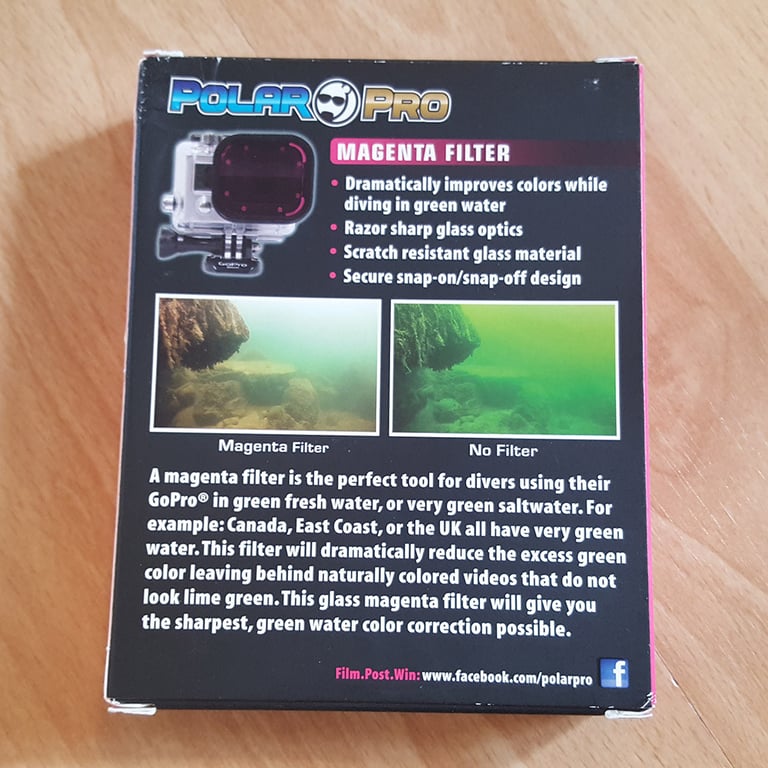 POLAR PRO
MAGENTA FILTER
• Dramatically improves colors while
diving in green water
• Razor sharp glass optics
• Scratch resistant glass material
• Secure snap-on/snap-off design
GoPro
Magenta Filter
No Filter
A magenta filter is the perfect tool for divers using their
GoPro® in green fresh water, or very green saltwater. For
example: Canada, East Coast, or the UK all have very green
water. This filter will dramatically reduce the excess green
color leaving behind naturally colored videos that do not
look lime green. This glass magenta filter will give you
the sharpest, green water color correction possible.
Film.Post.Win: www.facebook.com/polarpro f